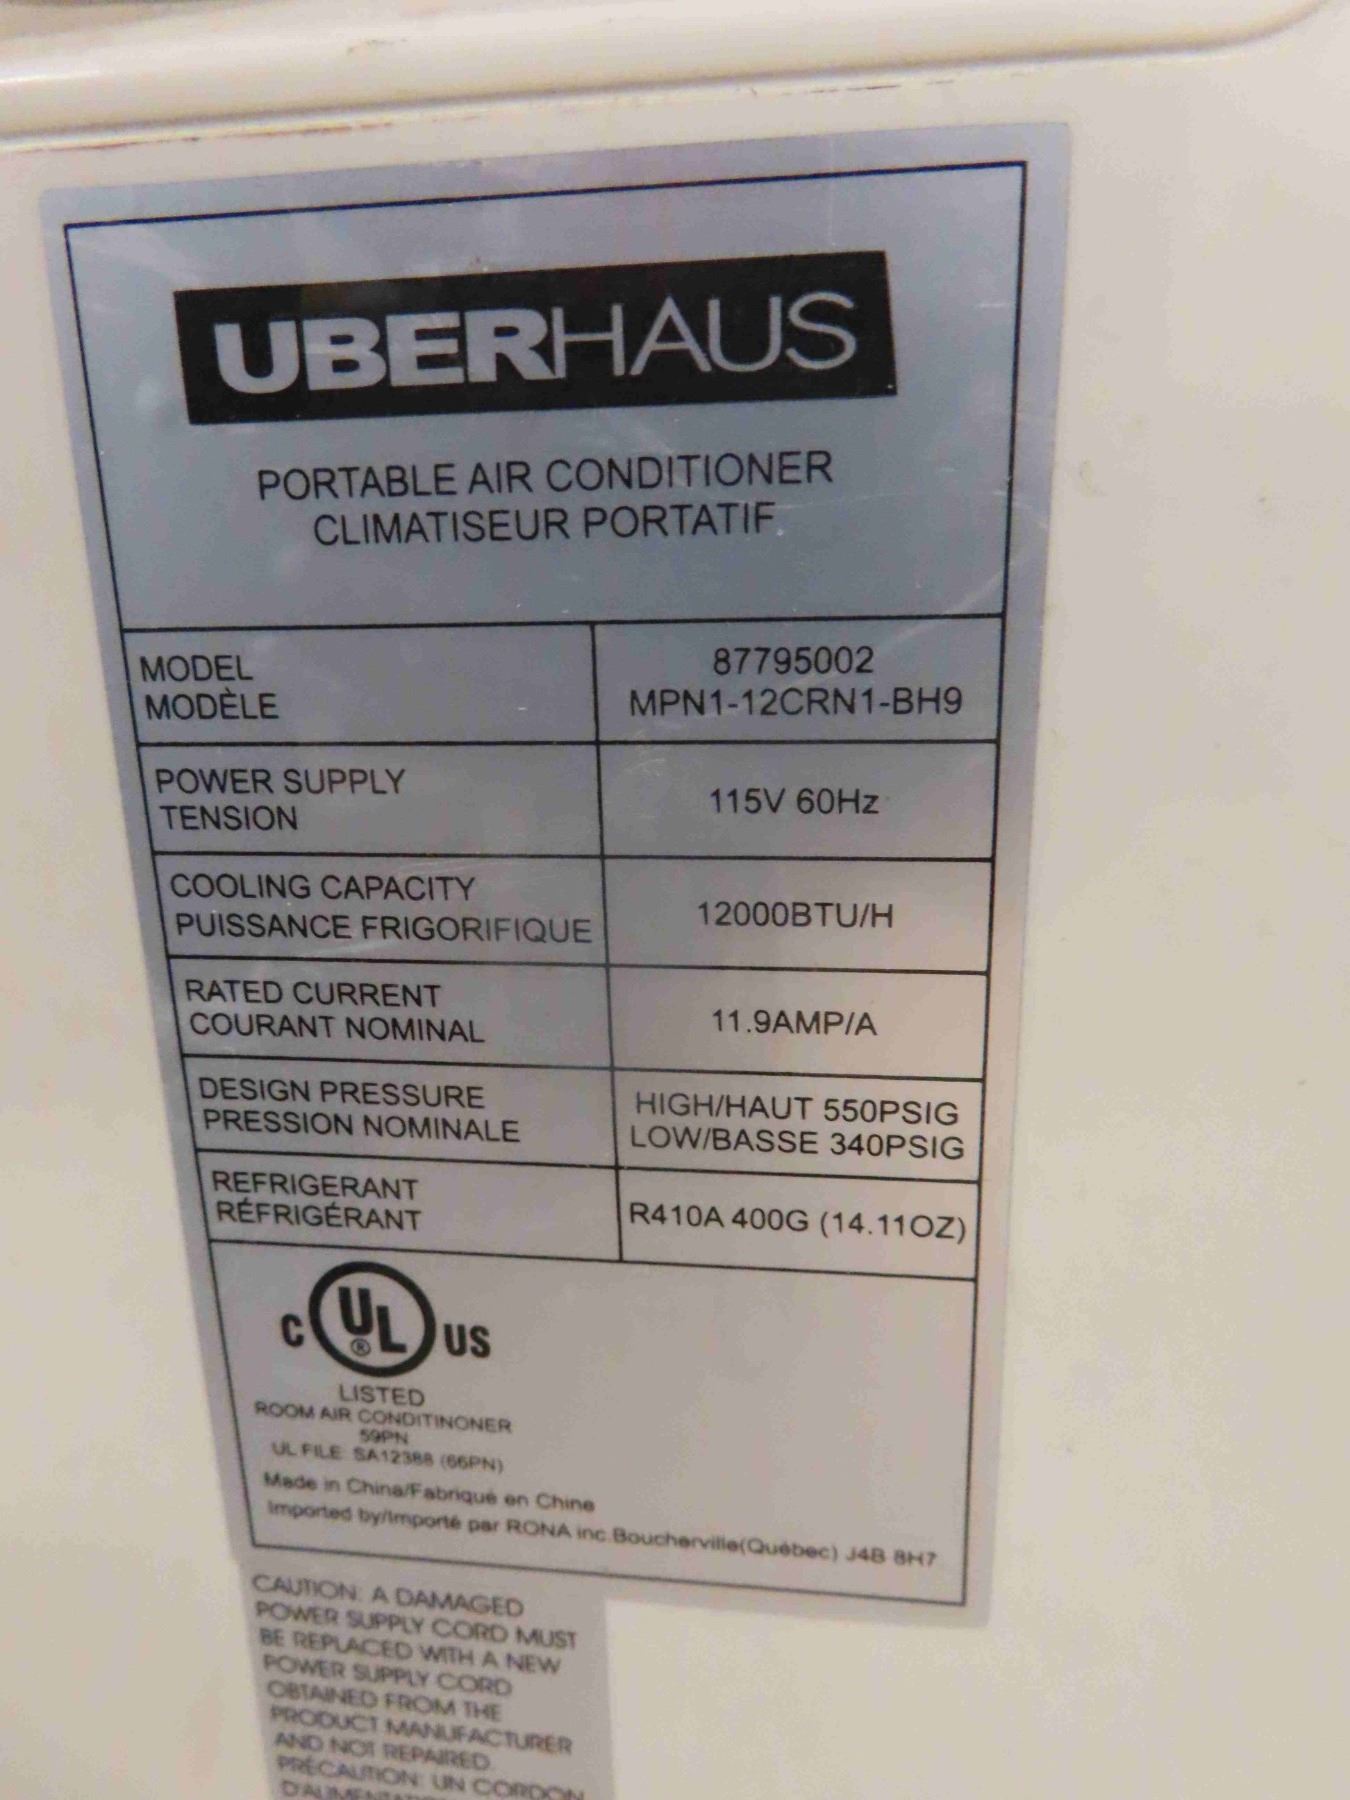 UBERHAUS
PORTABLE AIR CONDITIONER
CLIMATISEUR PORTATIF
MODEL
MODÈLE
87795002
MPN1-12CRN1-BH9
POWER SUPPLY
TENSION
115V 60Hz
COOLING CAPACITY
PUISSANCE FRIGORIFIQUE
12000BTU/H
RATED CURRENT
COURANT NOMINAL
11.9AMP/A
DESIGN PRESSURE
PRESSION NOMINALE
HIGH/HAUT 550PSIG
LOW/BASSE 340PSIG
REFRIGERANT
RÉFRIGÉRANT
R410A 400G (14.11OZ)
C UL ® US
LISTED
ROOM AIR CONDITINONER
59PN
UL FILE: SA12388 (66PN)
Made in China/Fabriqué en Chine
Imported by/Importé par RONA inc.Boucherville(Québec) J4B 8H7
CAUTION: A DAMAGED
POWER SUPPLY CORD MUST
BE REPLACED WITH A NEW
POWER SUPPLY CORD
OBTAINED FROM THE
PRODUCT MANUFACTURER
AND NOT REPAIRED.
PRÉCAUTION: UN CORDON